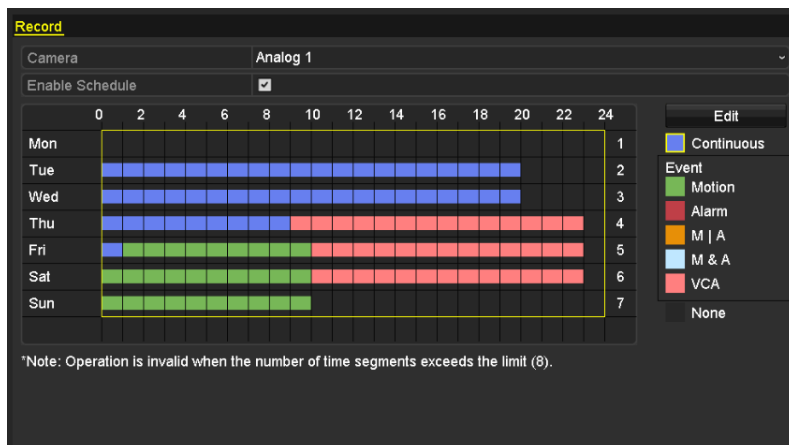 Record
Camera Analog 1
Enable Schedule
0 2 4 6 8 10 12 14 16 18 20 22 24 Edit
Mon 1 Continuous
Tue 2 Event
Wed 3 Motion
Thu 4 Alarm
Fri 5 M | A
Sat 6 M & A
VCA
Sun 7 None
*Note: Operation is invalid when the number of time segments exceeds the limit (8).